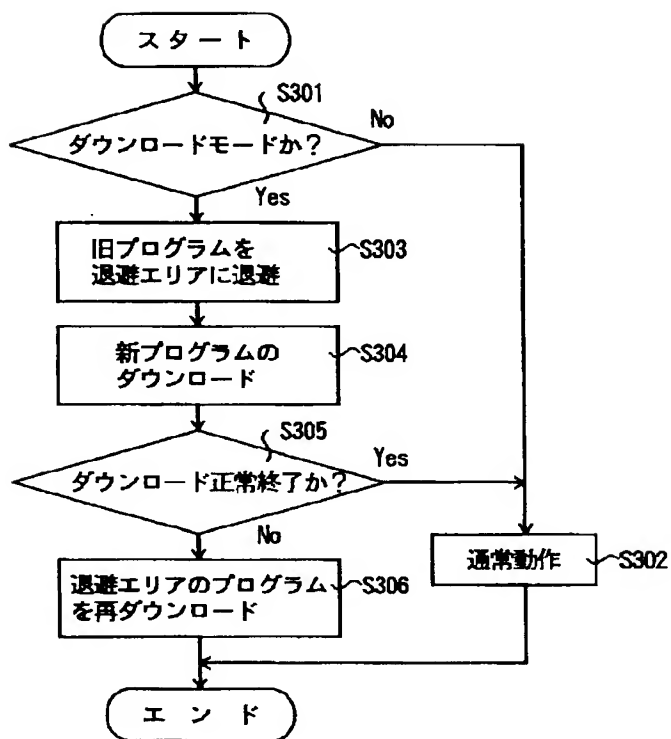 スタート
S301
No
ダウンロードモードか?
Yes
旧プログラムを
退避エリアに退避
S303
新プログラムの
ダウンロード
S304
S305
Yes
ダウンロード正常終了か?
No
通常動作
S302
退避エリアのプログラム
を再ダウンロード
S306
エンド